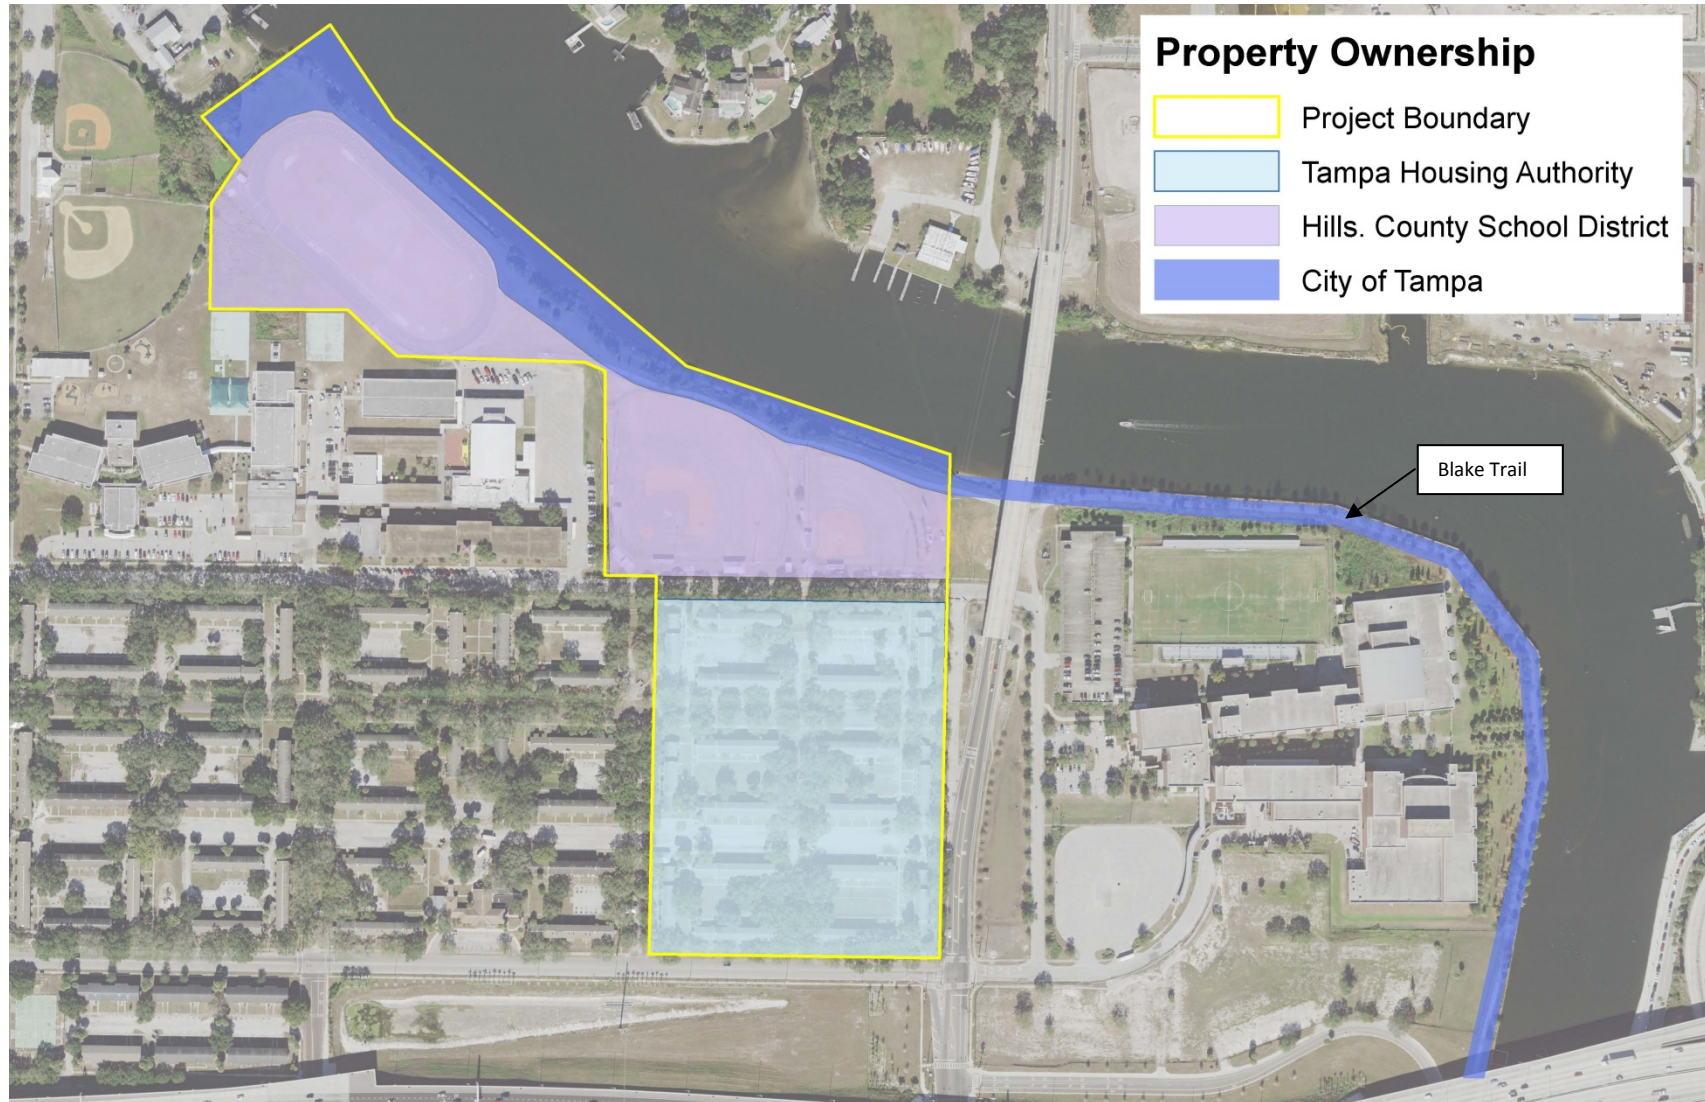 Property Ownership
Project Boundary
Tampa Housing Authority
Hills. County School District
City of Tampa
Blake Trail